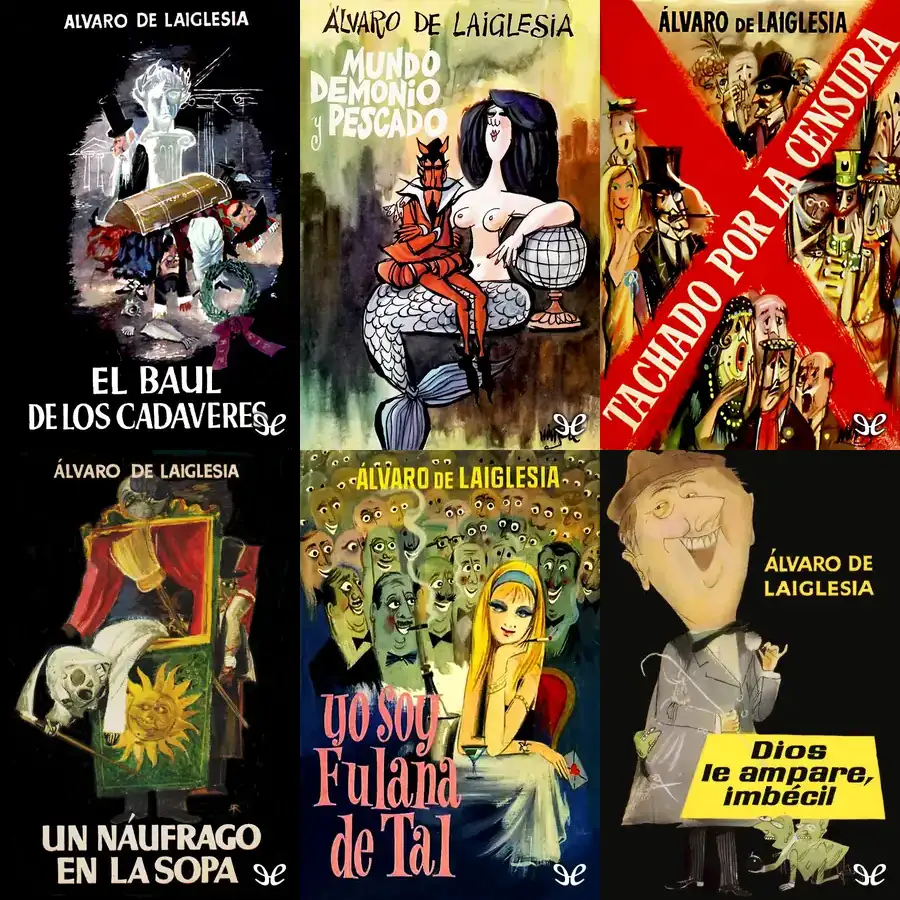 ÁLVARO DE LAIGLESIA
EL BAUL
DE LOS CADAVERES
ÁLVARO DE LAIGLESIA
MUNDO
DEMONIO
y PESCADO
ÁLVARO DE LAIGLESIA
TACHADO POR LA CENSURA
ÁLVARO DE LAIGLESIA
UN NÁUFRAGO
EN LA SOPA
ÁLVARO DE LAIGLESIA
yo soy
Fulana
de Tal
ÁLVARO DE
LAIGLESIA
Dios
le ampare,
imbécil